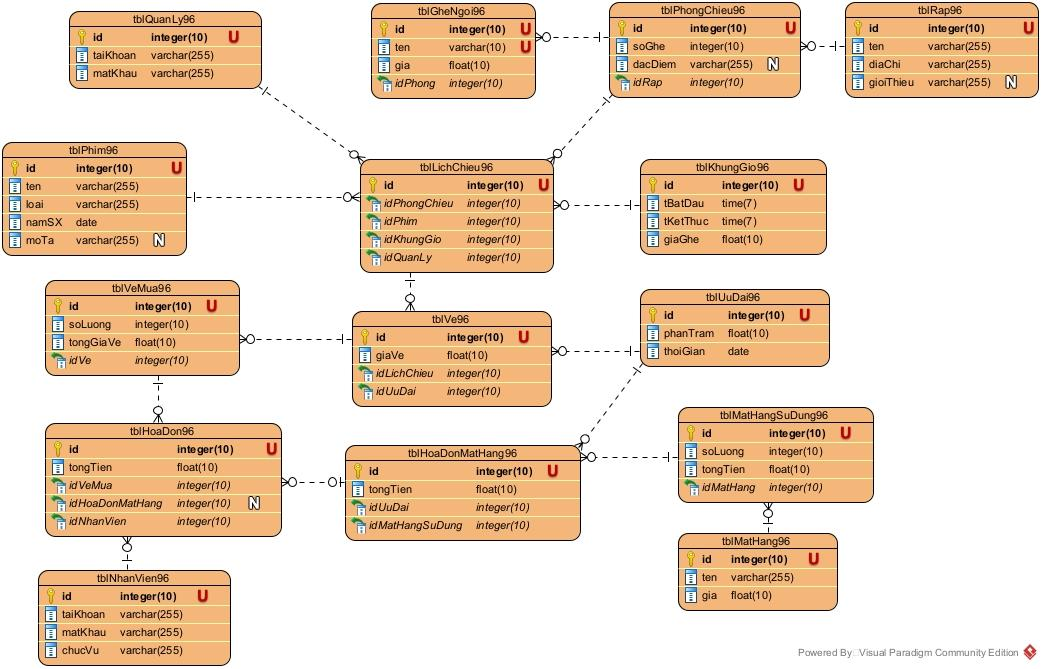 tblQuanLy96
id integer(10) U
taiKhoan varchar(255)
matKhau varchar(255)
tblGheNgoi96
id integer(10) U
ten varchar(10) U
gia float(10)
idPhong integer(10)
tblPhongChieu96
id integer(10) U
soGhe integer(10)
dacDiem varchar(255) N
idRap integer(10)
tblRap96
id integer(10) U
ten varchar(255)
diaChi varchar(255)
gioiThieu varchar(255) N
tblPhim96
id integer(10) U
ten varchar(255)
loai varchar(255)
namSX date
moTa varchar(255) N
tblLichChieu96
id integer(10) U
idPhongChieu integer(10)
idPhim integer(10)
idKhungGio integer(10)
idQuanLy integer(10)
tblKhungGio96
id integer(10) U
tBatDau time(7)
tKetThuc time(7)
giaGhe float(10)
tblVeMua96
id integer(10) U
soLuong integer(10)
tongGiaVe float(10)
idVe integer(10)
tblVe96
id integer(10) U
giaVe float(10)
idLichChieu integer(10)
idUuDai integer(10)
tblUuDai96
id integer(10) U
phanTram float(10)
thoiGian date
tblHoaDon96
id integer(10) U
tongTien float(10)
idVeMua integer(10)
idHoaDonMatHang integer(10) N
idNhanVien integer(10)
tblHoaDonMatHang96
id integer(10) U
tongTien float(10)
idUuDai integer(10)
idMatHangSuDung integer(10)
tblMatHangSuDung96
id integer(10) U
soLuong integer(10)
tongTien float(10)
idMatHang integer(10)
tblMatHang96
id integer(10) U
ten varchar(255)
gia float(10)
tblNhanVien96
id integer(10) U
taiKhoan varchar(255)
matKhau varchar(255)
chucVu varchar(255)
Powered By Visual Paradigm Community Edition